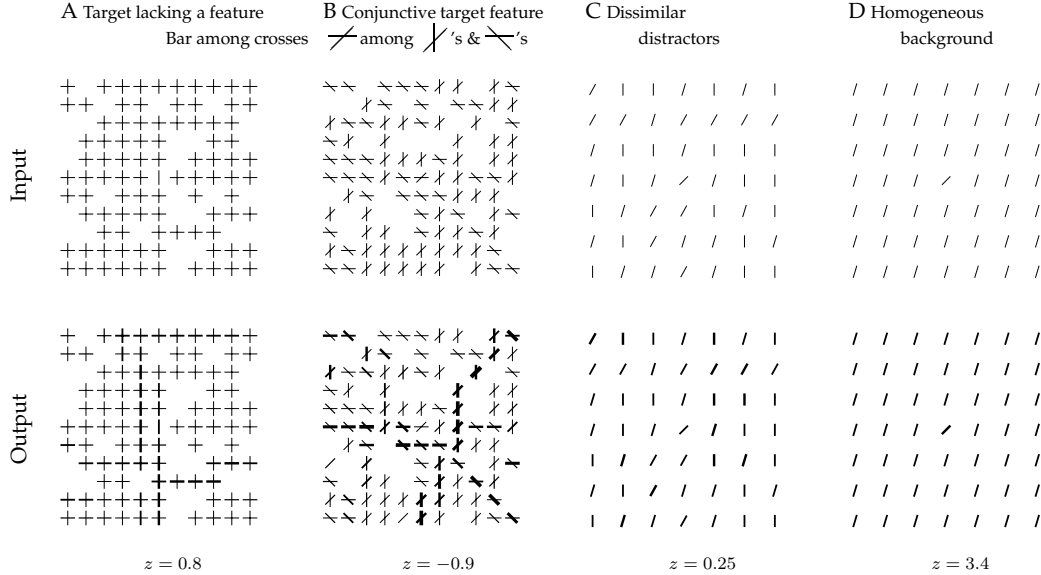 A Target lacking a feature
Bar among crosses
B Conjunctive target feature
among 's & 's
C Dissimilar
distractors
D Homogeneous
background
Input
Output
z = 0.8
z = −0.9
z = 0.25
z = 3.4